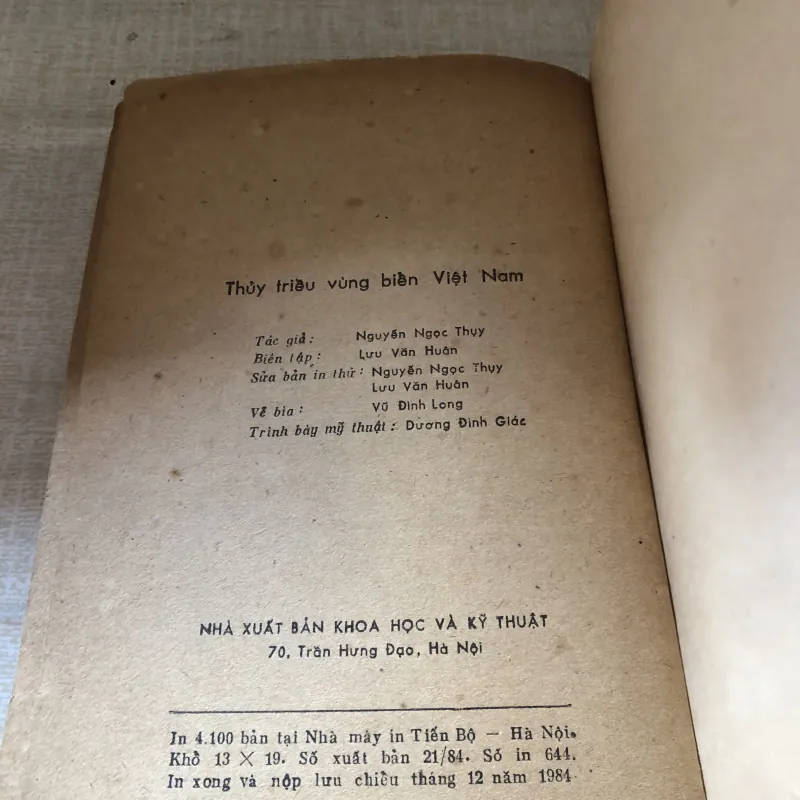 Thủy triều vùng biển Việt Nam
Tác giả: Nguyễn Ngọc Thụy
Biên tập: Lưu Văn Huân
Sửa bản in thử: Nguyễn Ngọc Thụy
Lưu Văn Huân
Vẽ bìa: Vũ Đình Long
Trình bày mỹ thuật: Dương Đình Giác
NHÀ XUẤT BẢN KHOA HỌC VÀ KỸ THUẬT
70, Trần Hưng Đạo, Hà Nội
In 4.100 bản tại Nhà máy in Tiến Bộ — Hà Nội.
Khổ 13 × 19. Số xuất bản 21/84. Số in 644.
In xong và nộp lưu chiều tháng 12 năm 1984